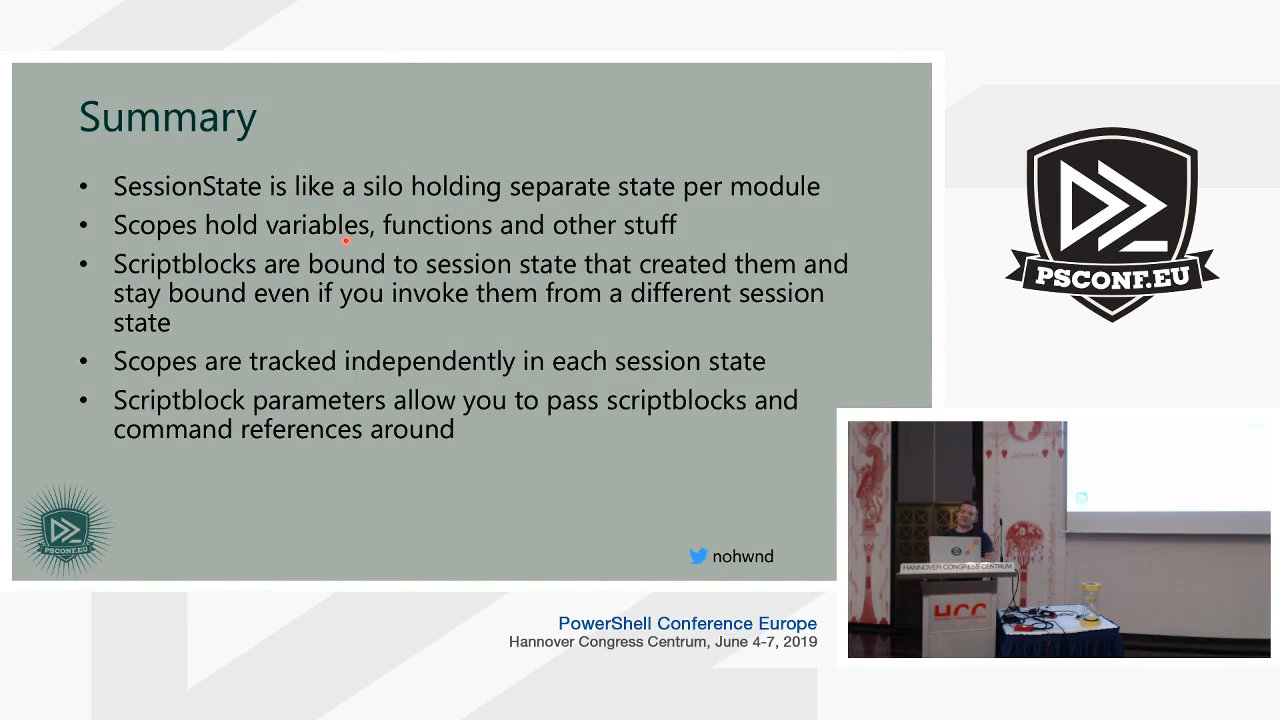 Summary
• SessionState is like a silo holding separate state per module
• Scopes hold variables, functions and other stuff
• Scriptblocks are bound to session state that created them and
stay bound even if you invoke them from a different session
state
• Scopes are tracked independently in each session state
• Scriptblock parameters allow you to pass scriptblocks and
command references around
PSCONF.EU
nohwnd
PSCONF.EU
HANNOVER CONGRESS CENTRUM
HCC
PowerShell Conference Europe
Hannover Congress Centrum, June 4-7, 2019